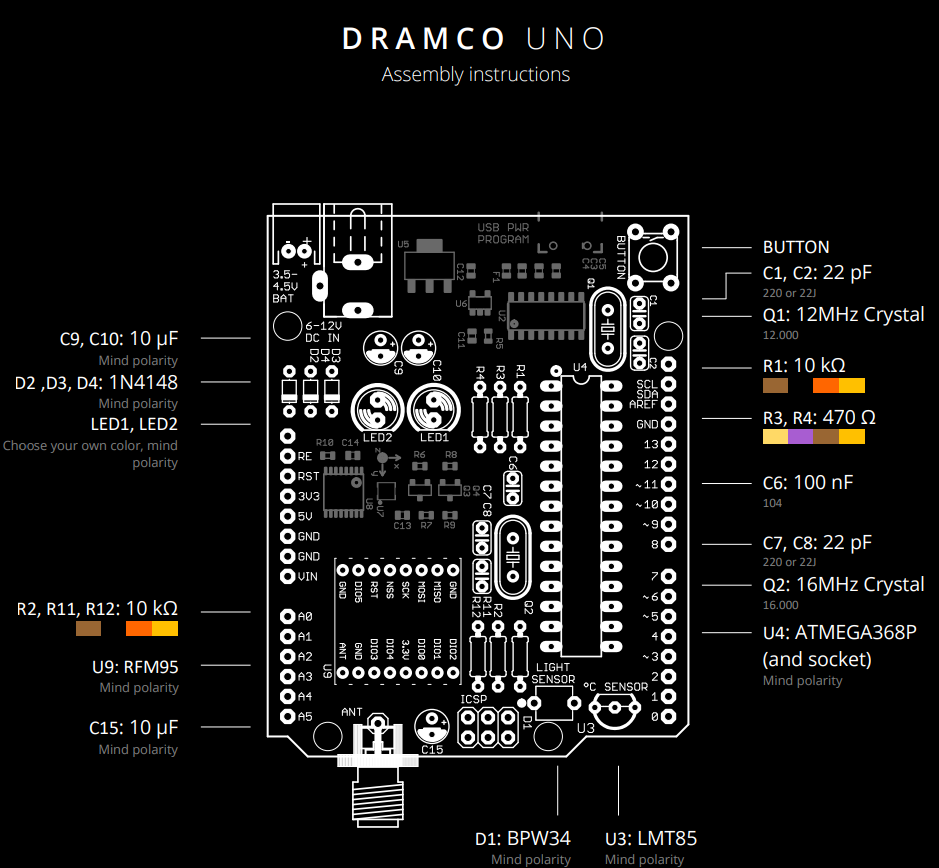 DRAMCO UNO
Assembly instructions
USB PWR
PROGRAM
U5
C12
F1
C4
C3
C5
BUTTON
3.5-
4.5V
BAT
6-12V
DC IN
U6
U2
Q1
C1
C11
R5
C2
D2
D4
D3
C9
C10
R4
R3
R1
U4
LED2
LED1
SCL
SDA
AREF
GND
13
12
~11
~10
~9
8
7
~6
~5
4
~3
2
1
0
RE
RST
3V3
5V
GND
GND
VIN
A0
A1
A2
A3
A4
A5
R10
C14
z
x
y
R6
R8
U8
U7
Q3
Q4
C13
R7
R9
C6
C7
C8
Q2
GND
DIO5
RST
NSS
SCK
MOSI
MISO
GND
ANT
GND
DIO3
DIO4
3.3V
DIO0
DIO1
DIO2
U9
R12
R11
R2
LIGHT
SENSOR
°C SENSOR
ICSP
D1
U3
ANT
C15
C9, C10: 10 µF
Mind polarity
D2 ,D3, D4: 1N4148
Mind polarity
LED1, LED2
Choose your own color, mind
polarity
R2, R11, R12: 10 kΩ
U9: RFM95
Mind polarity
C15: 10 µF
Mind polarity
BUTTON
C1, C2: 22 pF
220 or 22J
Q1: 12MHz Crystal
12.000
R1: 10 kΩ
R3, R4: 470 Ω
C6: 100 nF
104
C7, C8: 22 pF
220 or 22J
Q2: 16MHz Crystal
16.000
U4: ATMEGA368P
(and socket)
Mind polarity
D1: BPW34
Mind polarity
U3: LMT85
Mind polarity